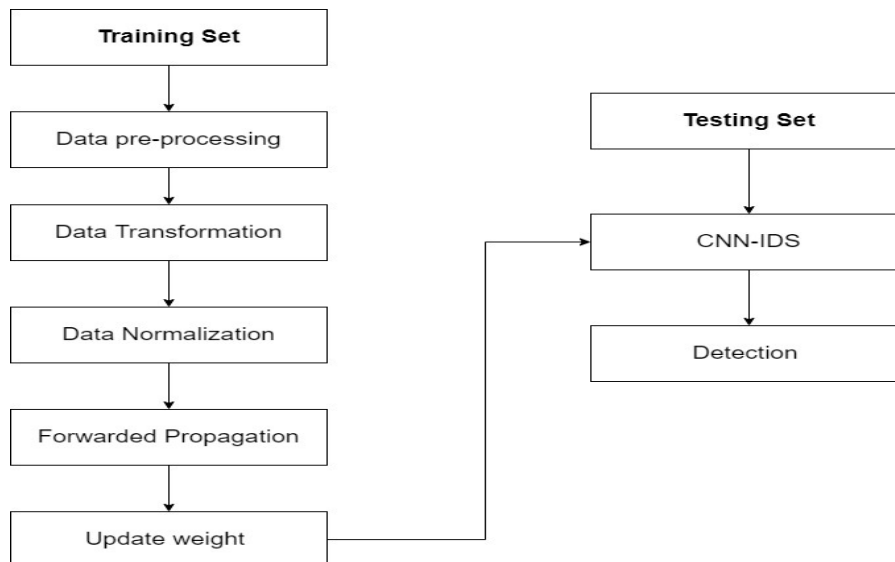 Training Set
Data pre-processing
Data Transformation
Data Normalization
Forwarded Propagation
Update weight
Testing Set
CNN-IDS
Detection